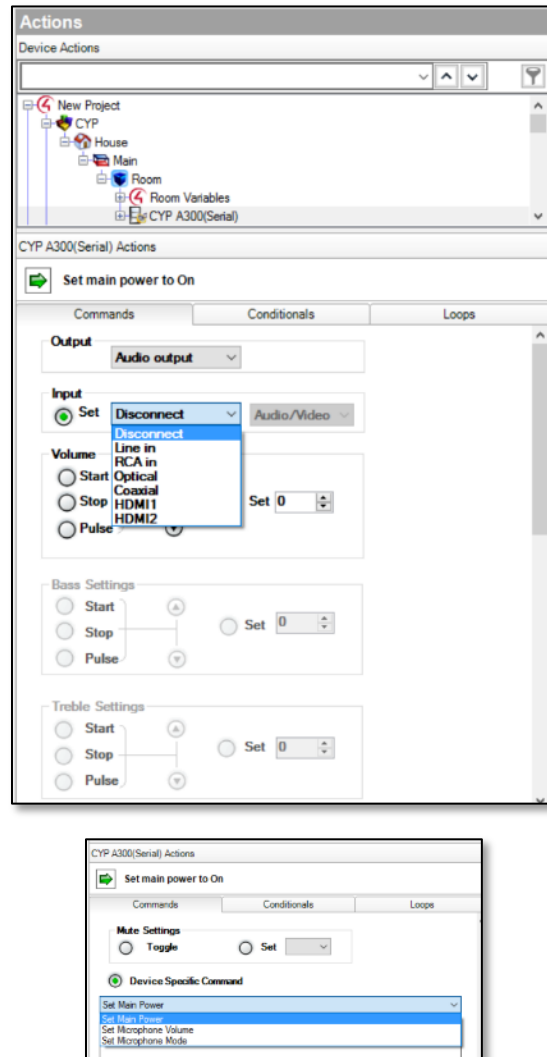 Actions
Device Actions
New Project
CYP
House
Main
Room
Room Variables
CYP A300(Serial)
CYP A300(Serial) Actions
Set main power to On
Commands Conditionals Loops
Output
Audio output
Input
Set Disconnect Audio/Video
Disconnect
Line in
RCA in
Optical
Coaxial
HDMI1
HDMI2
Volume
Start
Stop Set 0
Pulse
Bass Settings
Start
Stop Set 0
Pulse
Treble Settings
Start
Stop Set 0
Pulse
CYP A300(Serial) Actions
Set main power to On
Commands Conditionals Loops
Mute Settings
Toggle Set
Device Specific Command
Set Main Power
Set Main Power
Set Microphone Volume
Set Microphone Mode